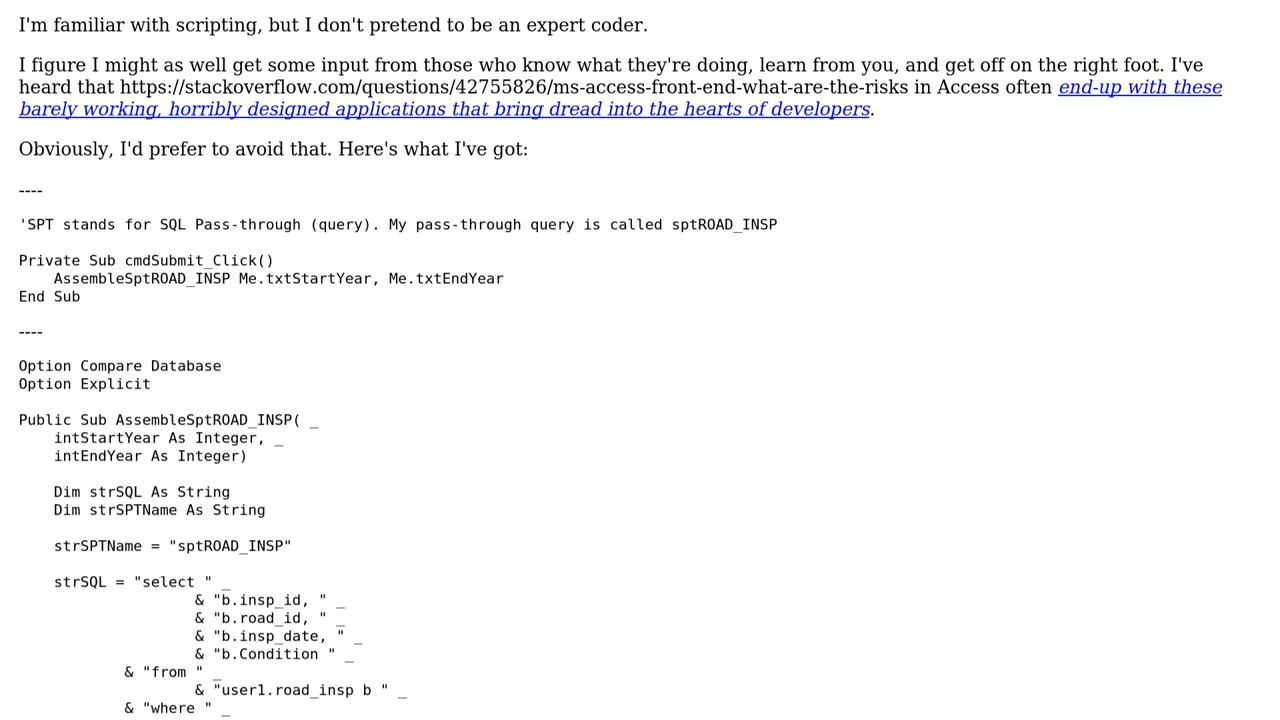 I'm familiar with scripting, but I don't pretend to be an expert coder.
I figure I might as well get some input from those who know what they're doing, learn from you, and get off on the right foot. I've
heard that https://stackoverflow.com/questions/42755826/ms-access-front-end-what-are-the-risks in Access often end-up with these
barely working, horribly designed applications that bring dread into the hearts of developers.
Obviously, I'd prefer to avoid that. Here's what I've got:
----
'SPT stands for SQL Pass-through (query). My pass-through query is called sptROAD_INSP
Private Sub cmdSubmit_Click()
    AssembleSptROAD_INSP Me.txtStartYear, Me.txtEndYear
End Sub
----
Option Compare Database
Option Explicit
Public Sub AssembleSptROAD_INSP( _
    intStartYear As Integer, _
    intEndYear As Integer)
    Dim strSQL As String
    Dim strSPTName As String
    strSPTName = "sptROAD_INSP"
    strSQL = "select " _
                    & "b.insp_id, " _
                    & "b.road_id, " _
                    & "b.insp_date, " _
                    & "b.Condition " _
            & "from " _
                    & "user1.road_insp b " _
            & "where " _